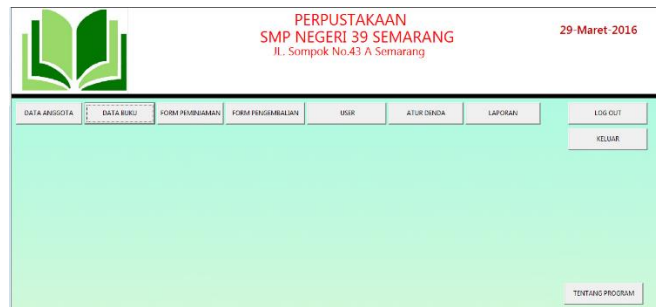 PERPUSTAKAAN
SMP NEGERI 39 SEMARANG
JL. Sompok No.43 A Semarang
29-Maret-2016
DATA ANGGOTA DATA BUKU FORM PEMINJAMAN FORM PENGEMBALIAN USER ATUR DENDA LAPORAN LOG OUT
KELUAR
TENTANG PROGRAM